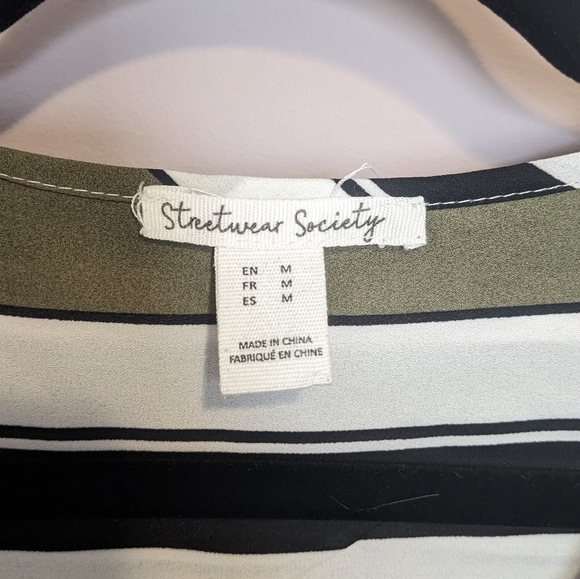 Streetwear Society
EN M
FR M
ES M
MADE IN CHINA
FABRIQUÉ EN CHINE